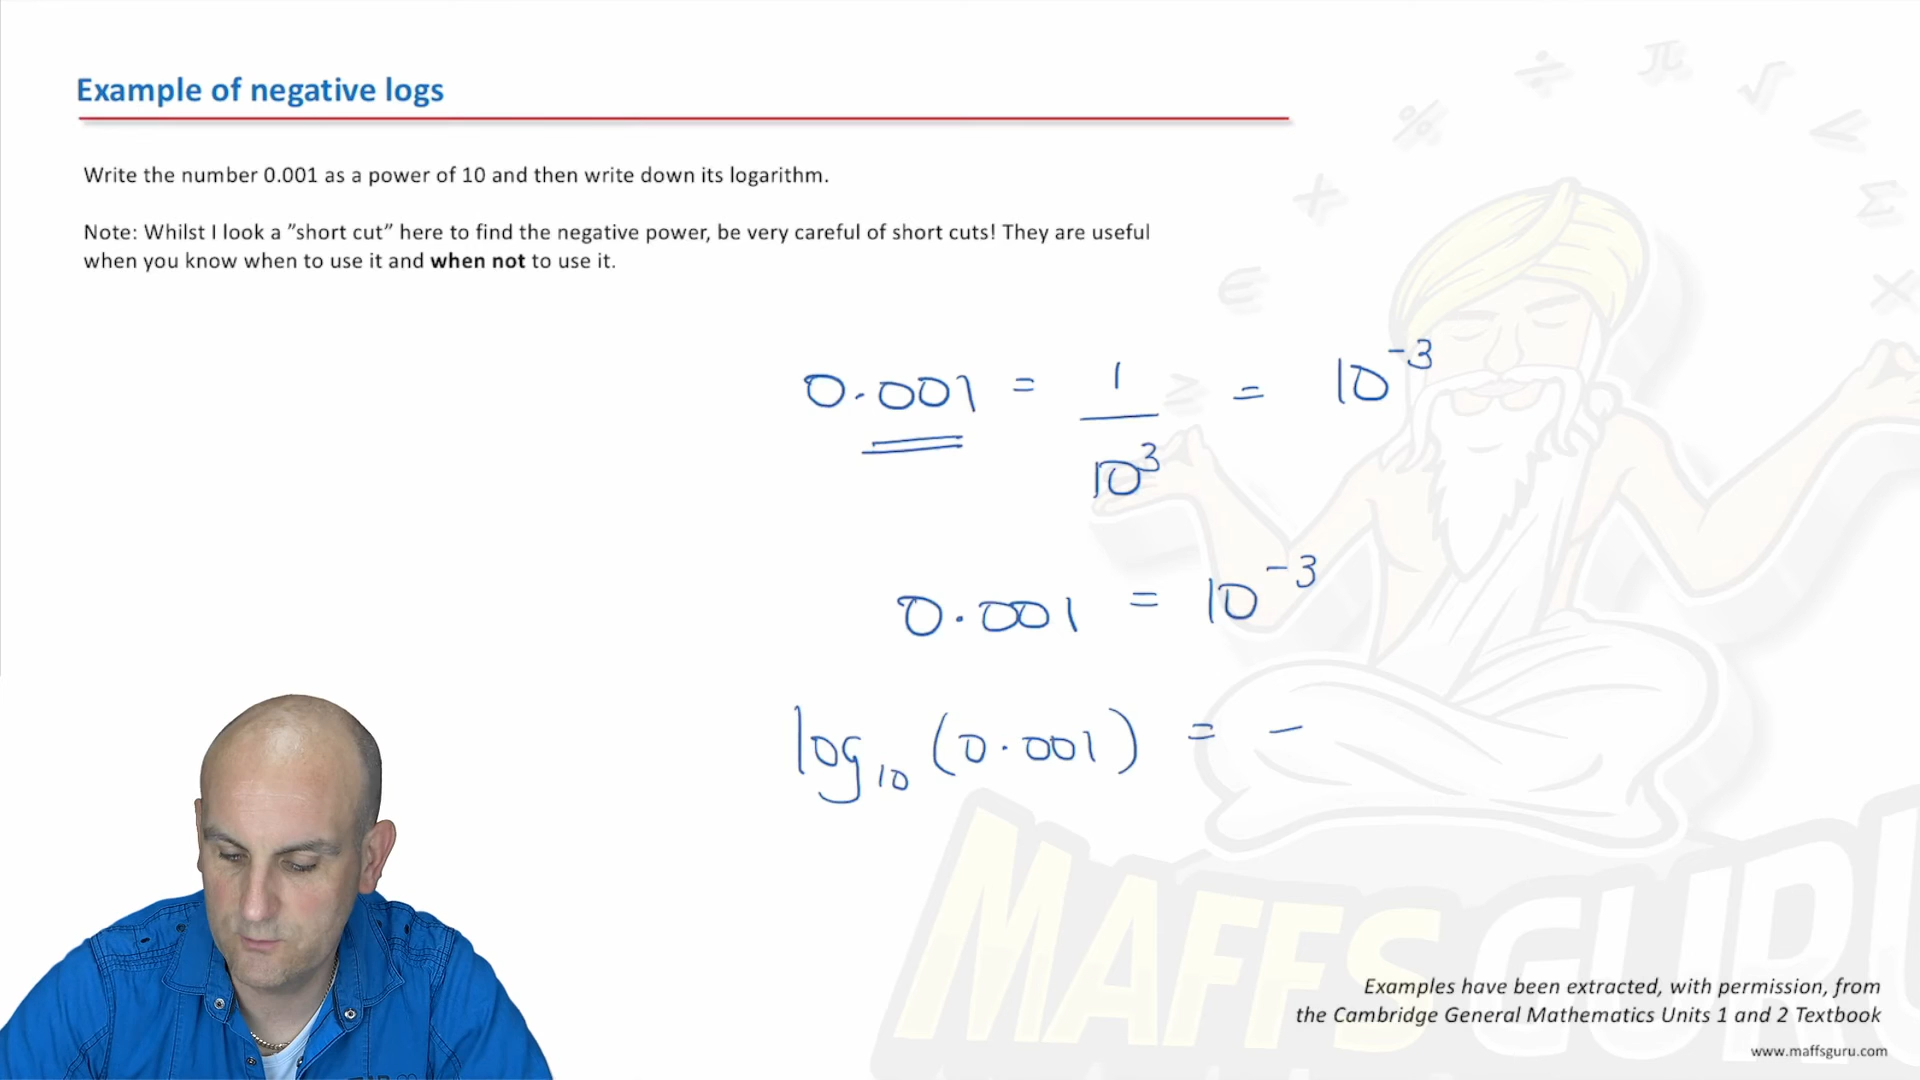 Example of negative logs
Write the number 0.001 as a power of 10 and then write down its logarithm.
Note: Whilst I look a ”short cut” here to find the negative power, be very careful of short cuts! They are useful
when you know when to use it and when not to use it.
0.001 = 1/10³ = 10⁻³
0.001 = 10⁻³
log₁₀ (0.001) = -
MAFFS GURU
Examples have been extracted, with permission, from
the Cambridge General Mathematics Units 1 and 2 Textbook
www.maffsguru.com